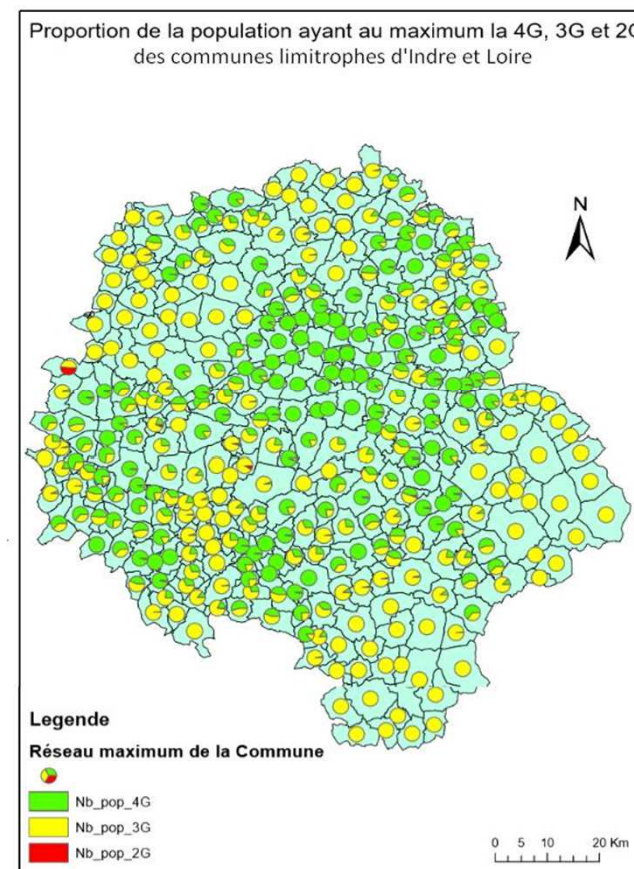 Proportion de la population ayant au maximum la 4G, 3G et 2G
des communes limitrophes d'Indre et Loire
N
Legende
Réseau maximum de la Commune
Nb_pop_4G
Nb_pop_3G
Nb_pop_2G
0 5 10 20 Km